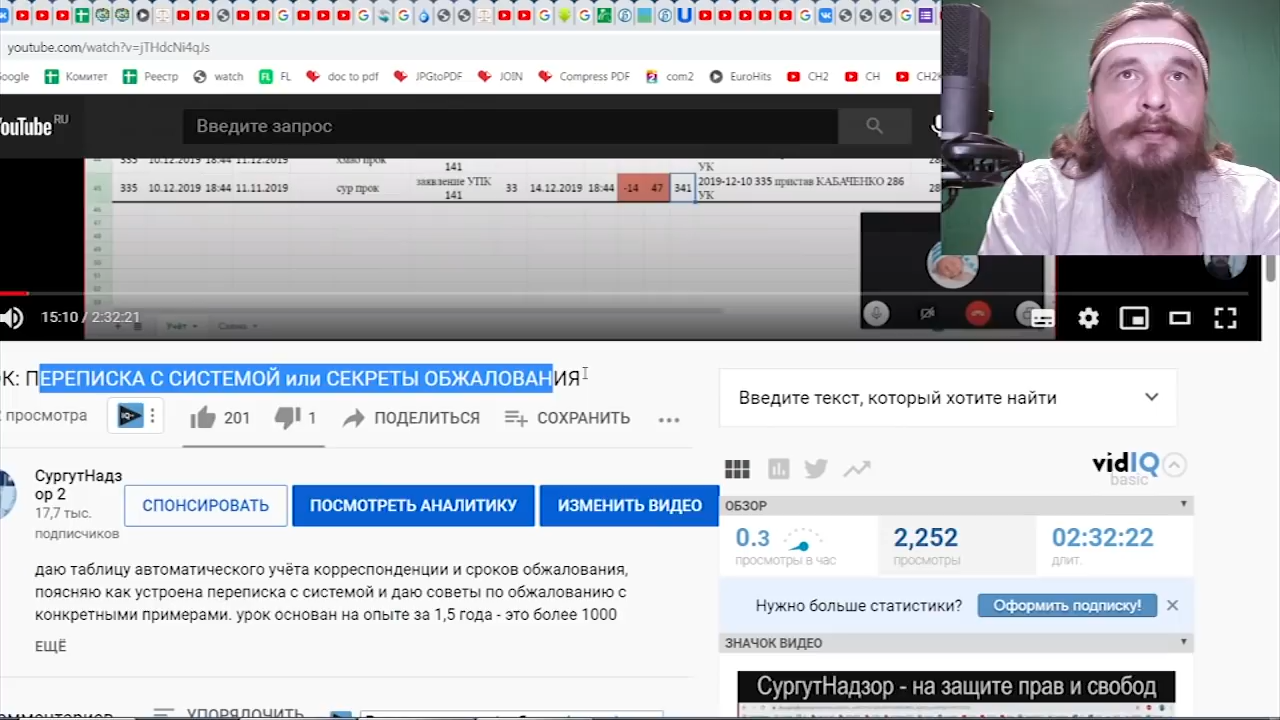 youtube.com/watch?v=jTHdcNi4qJs
Комитет
Реестр
watch
FL
doc to pdf
JPGtoPDF
JOIN
Compress PDF
com2
EuroHits
CH2
CH
RU
Введите запрос
141
УК
335 10.12.2019 18:44 11.11.2019 сур прок заявление УПК 33 14.12.2019 18:44 -14 47 341 2019-12-10 335 пристав КАБАЧЕНКО 286
141 УК
15:10 / 2:32:21
К: ПЕРЕПИСКА С СИСТЕМОЙ или СЕКРЕТЫ ОБЖАЛОВАНИЯ
просмотра
201
1
ПОДЕЛИТЬСЯ
СОХРАНИТЬ
Введите текст, который хотите найти
vidIQ
basic
СургутНадз
ор 2
17,7 тыс.
подписчиков
СПОНСИРОВАТЬ
ПОСМОТРЕТЬ АНАЛИТИКУ
ИЗМЕНИТЬ ВИДЕО
ОБЗОР
0.3
просмотры в час
2,252
просмотры
02:32:22
длит.
даю таблицу автоматичного учёта корреспонденции и сроков обжалования,
поясняю как устроена переписка с системой и даю советы по обжалованию с
конкретными примерами. урок основан на опыте за 1,5 года - это более 1000
ЕЩЁ
Нужно больше статистики?
Оформить подписку!
ЗНАЧОК ВИДЕО
СургутНадзор - на защите прав и свобод
УПОРЯДОЧИТЬ